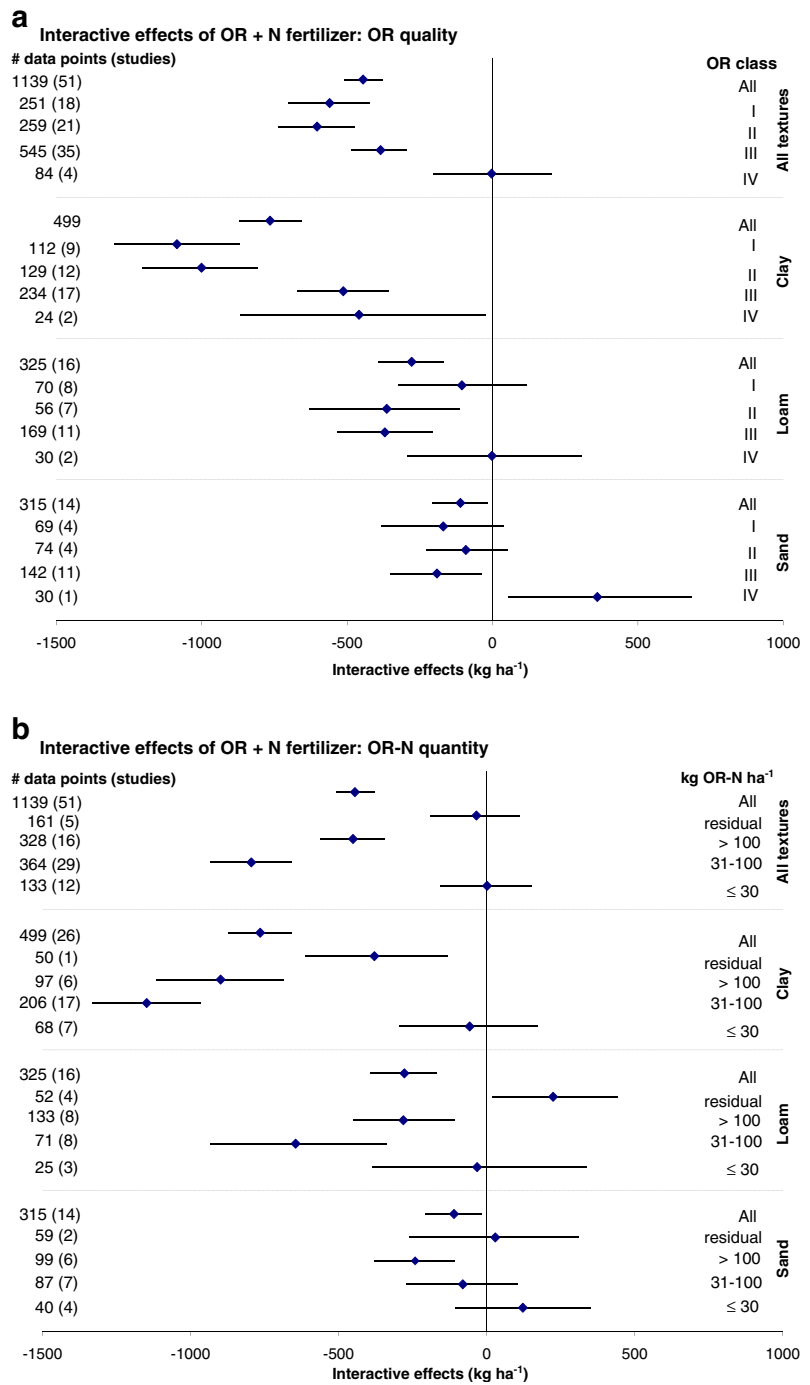 a
Interactive effects of OR + N fertilizer: OR quality
# data points (studies) OR class
1139 (51) All
251 (18) I
259 (21) II
545 (35) III
84 (4) IV
All textures
499 All
112 (9) I
129 (12) II
234 (17) III
24 (2) IV
Clay
325 (16) All
70 (8) I
56 (7) II
169 (11) III
30 (2) IV
Loam
315 (14) All
69 (4) I
74 (4) II
142 (11) III
30 (1) IV
Sand
-1500 -1000 -500 0 500 1000
Interactive effects (kg ha⁻¹)
b
Interactive effects of OR + N fertilizer: OR-N quantity
# data points (studies) kg OR-N ha⁻¹
1139 (51) All
161 (5) residual
328 (16) > 100
364 (29) 31-100
133 (12) ≤ 30
All textures
499 (26) All
50 (1) residual
97 (6) > 100
206 (17) 31-100
68 (7) ≤ 30
Clay
325 (16) All
52 (4) residual
133 (8) > 100
71 (8) 31-100
25 (3) ≤ 30
Loam
315 (14) All
59 (2) residual
99 (6) > 100
87 (7) 31-100
40 (4) ≤ 30
Sand
-1500 -1000 -500 0 500 1000
Interactive effects (kg ha⁻¹)